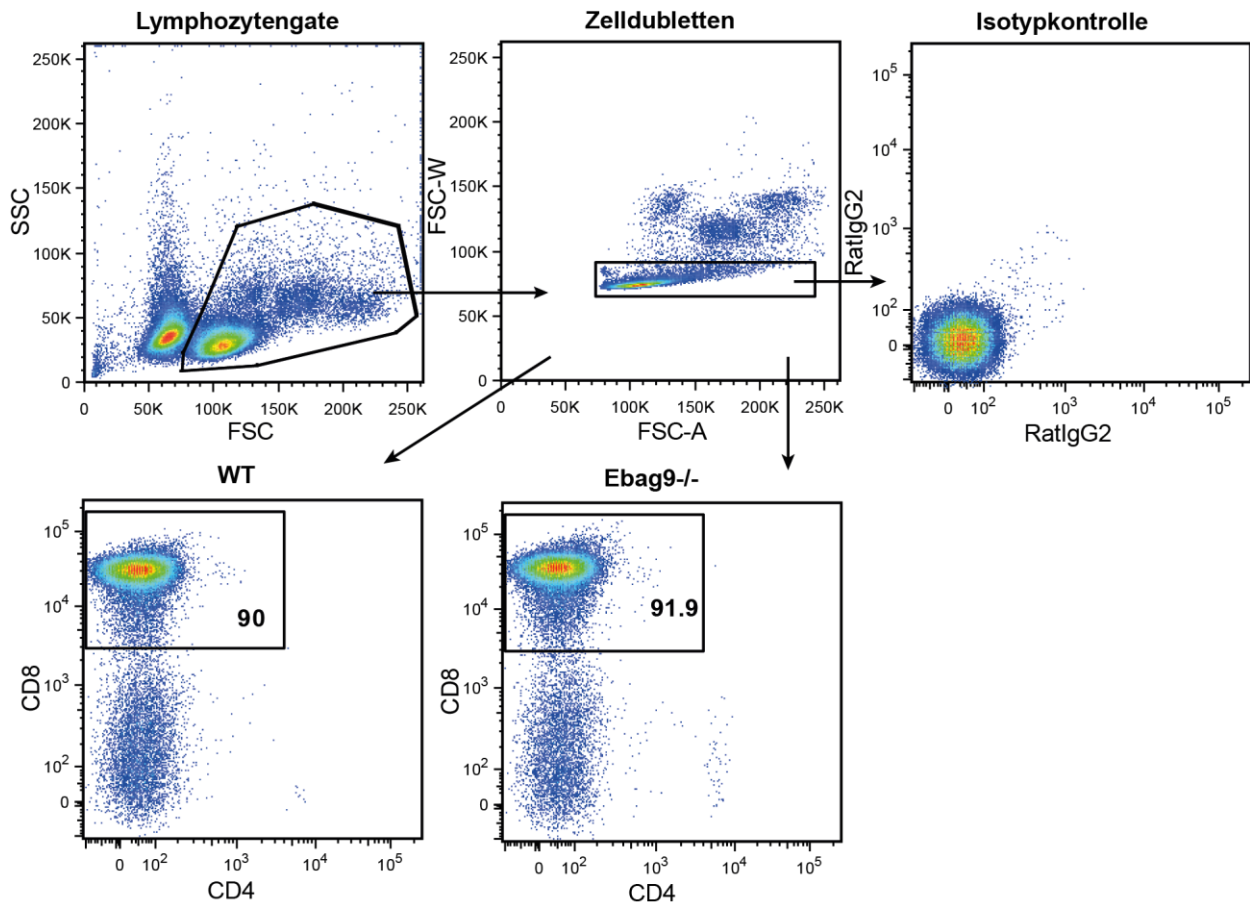 Lymphozytengate
Zelldubletten
Isotypkontrolle
SSC
250K
200K
150K
100K
50K
0
0 50K 100K 150K 200K 250K
FSC
FSC-W
250K
200K
150K
100K
50K
0
0 50K 100K 150K 200K 250K
FSC-A
RatIgG2
10^5
10^4
10^3
10^2
0
0 10^2 10^3 10^4 10^5
RatIgG2
WT
Ebag9-/-
CD8
10^5
10^4
10^3
10^2
0
90
0 10^2 10^3 10^4 10^5
CD4
CD8
10^5
10^4
10^3
10^2
0
91.9
0 10^2 10^3 10^4 10^5
CD4